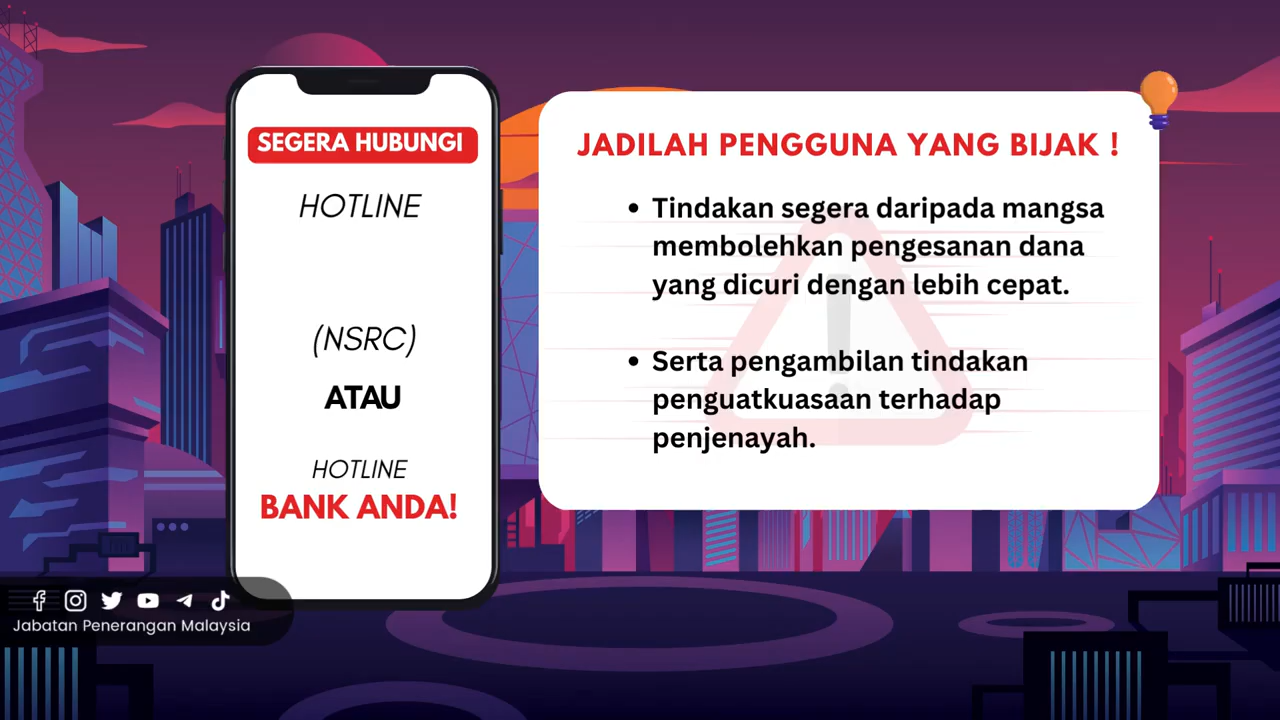 SEGERA HUBUNGI
HOTLINE
(NSRC)
ATAU
HOTLINE
BANK ANDA!
JADILAH PENGGUNA YANG BIJAK !
• Tindakan segera daripada mangsa
membolehkan pengesanan dana
yang dicuri dengan lebih cepat.
• Serta pengambilan tindakan
penguatkuasaan terhadap
penjenayah.
Jabatan Penerangan Malaysia